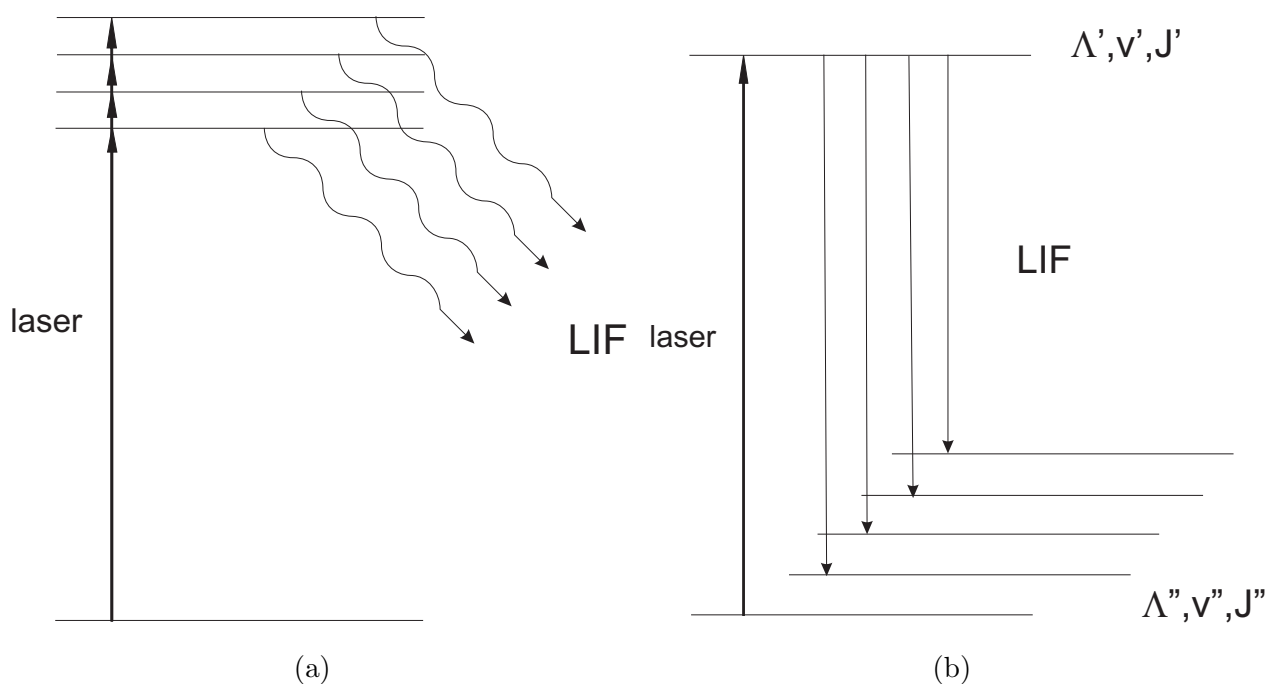 laser
LIF
(a)
Λ',v',J'
LIF
laser
Λ”,v”,J”
(b)